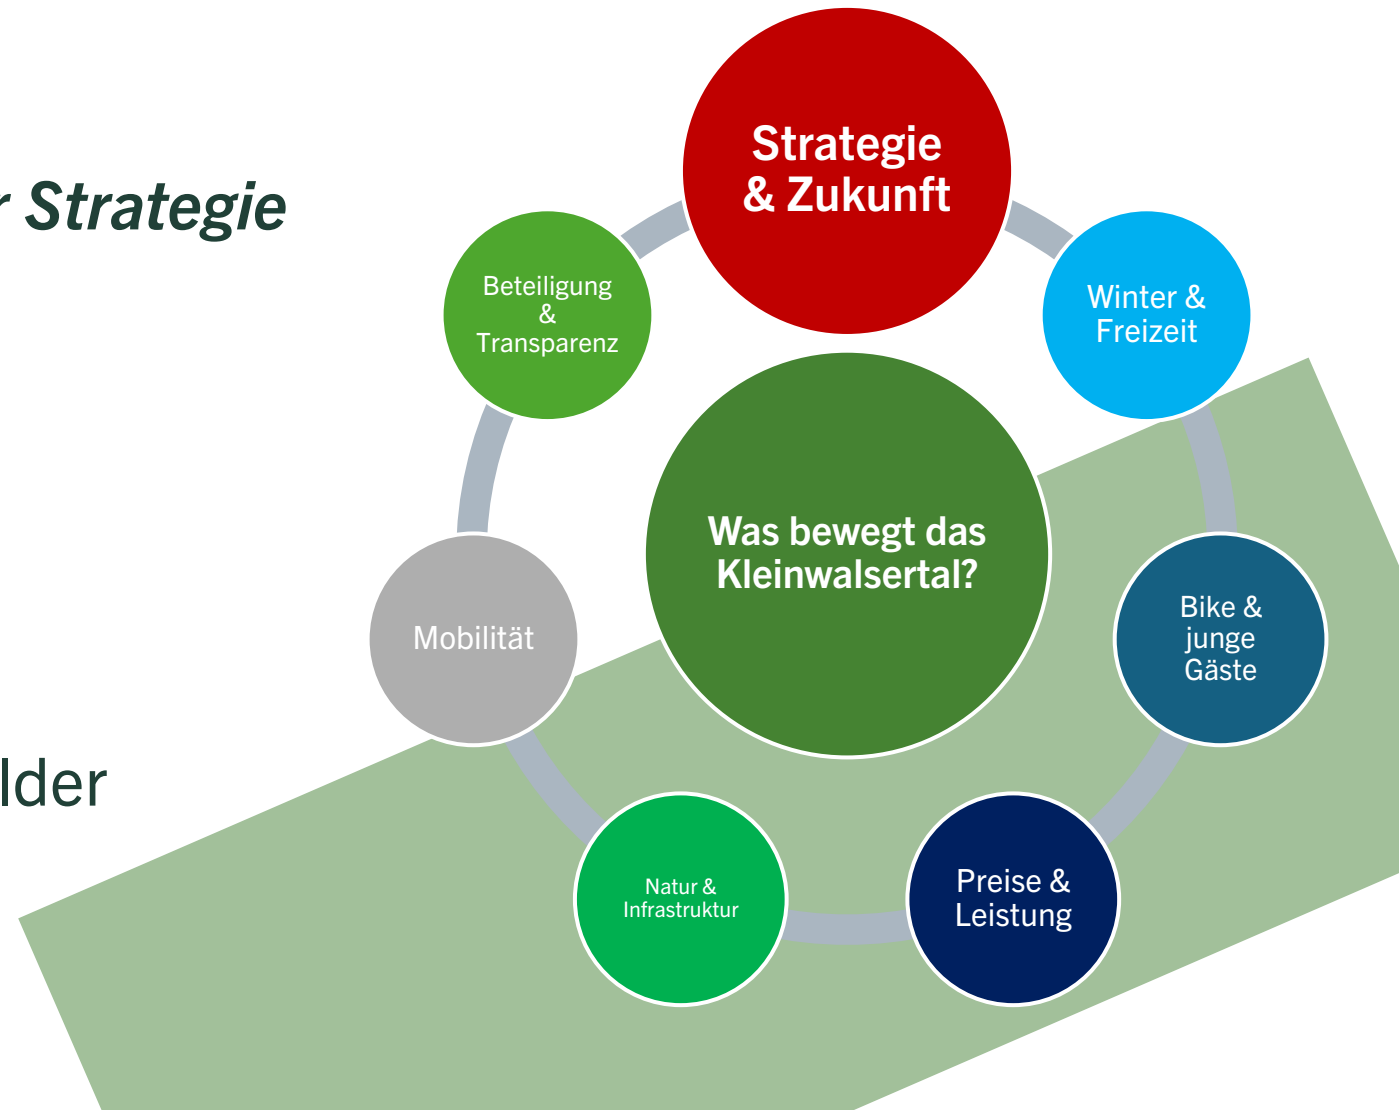 r Strategie
lder
Strategie
& Zukunft
Winter &
Freizeit
Bike &
junge
Gäste
Preise &
Leistung
Natur &
Infrastruktur
Mobilität
Beteiligung
&
Transparenz
Was bewegt das
Kleinwalsertal?